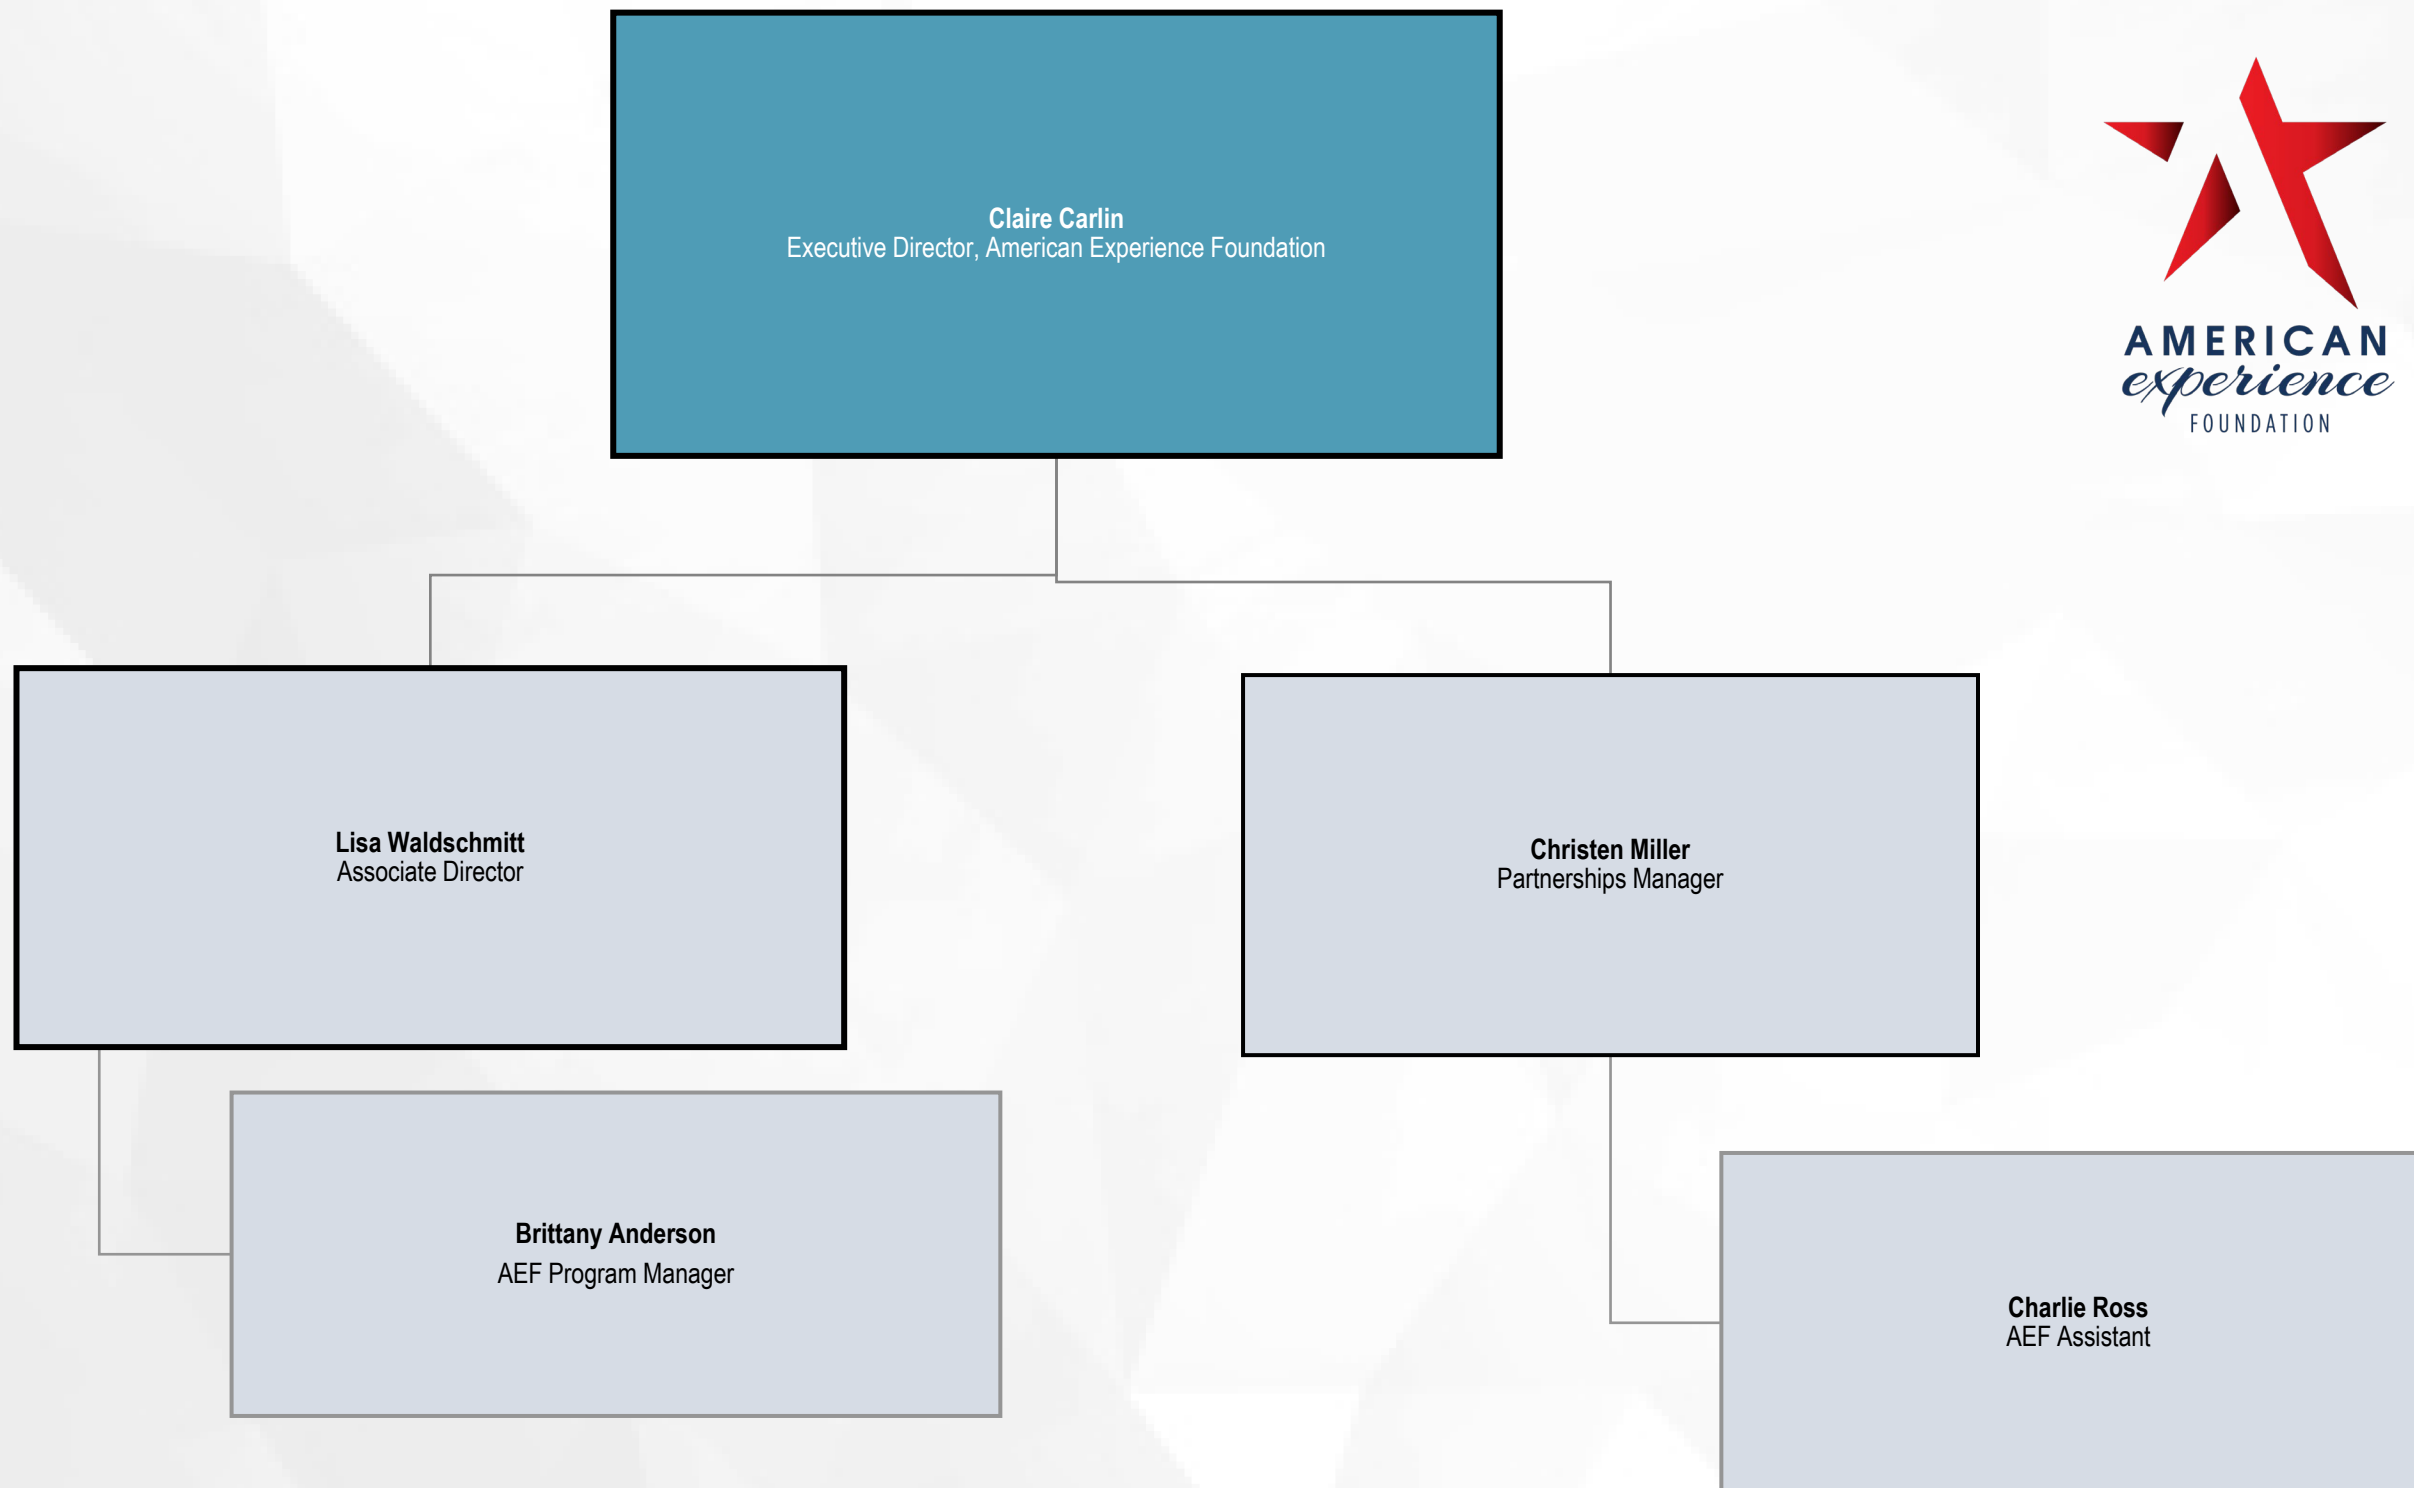 Claire Carlin
Executive Director, American Experience Foundation
AMERICAN
experience
FOUNDATION
Lisa Waldschmitt
Associate Director
Christen Miller
Partnerships Manager
Brittany Anderson
AEF Program Manager
Charlie Ross
AEF Assistant